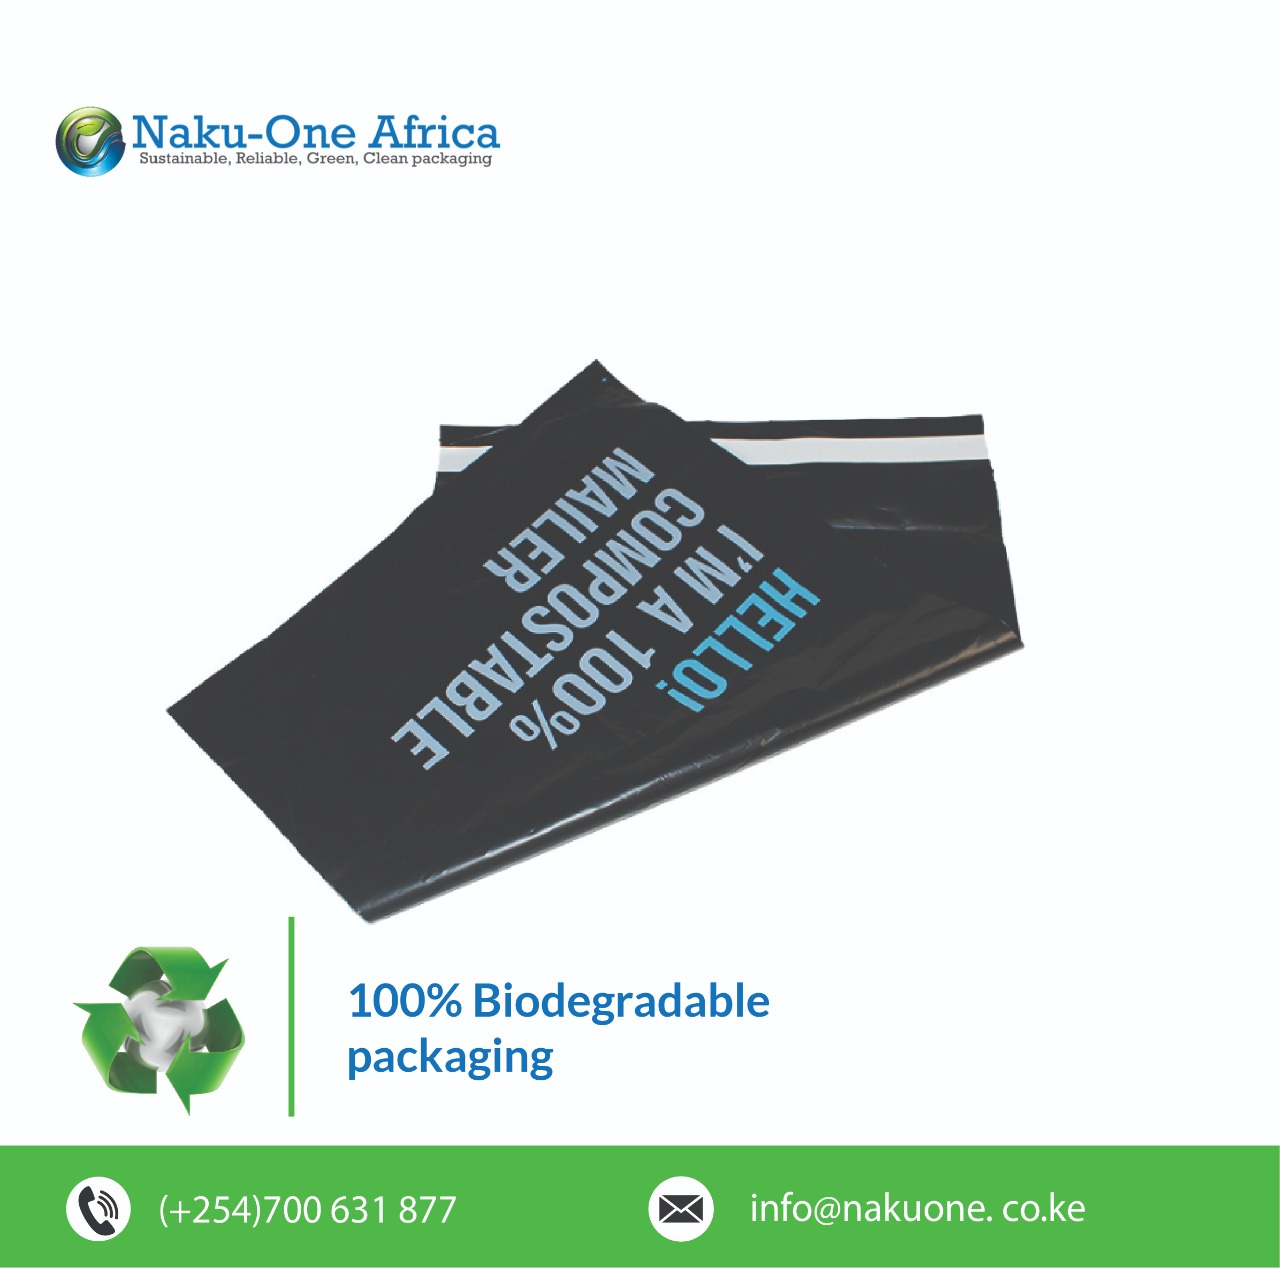 Naku-One Africa
Sustainable, Reliable, Green, Clean packaging
HELLO!
I'M A 100%
COMPOSTABLE
MAILER
100% Biodegradable
packaging
(+254)700 631 877
info@nakuone. co.ke